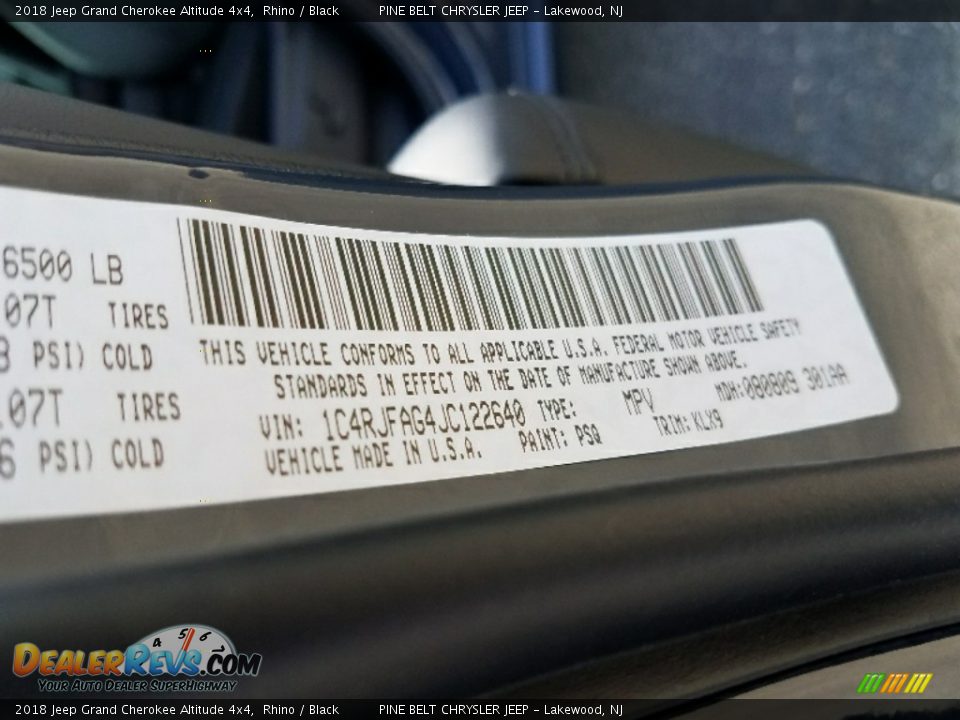 2018 Jeep Grand Cherokee Altitude 4x4, Rhino / Black PINE BELT CHRYSLER JEEP - Lakewood, NJ
6500 LB
07T TIRES
PSI) COLD
07T TIRES
6 PSI) COLD
THIS VEHICLE CONFORMS TO ALL APPLICABLE U.S.A. FEDERAL MOTOR VEHICLE SAFETY
STANDARDS IN EFFECT ON THE DATE OF MANUFACTURE SHOWN ABOVE.
VIN: 1C4RJFAG4JC122640 TYPE: MPV MDH: 080809 301AA
VEHICLE MADE IN U.S.A. PAINT: PSQ TRIM: KLX9
4 5 6
DEALERREVS.COM
YOUR AUTO DEALER SUPERHIGHWAY
2018 Jeep Grand Cherokee Altitude 4x4, Rhino / Black PINE BELT CHRYSLER JEEP - Lakewood, NJ